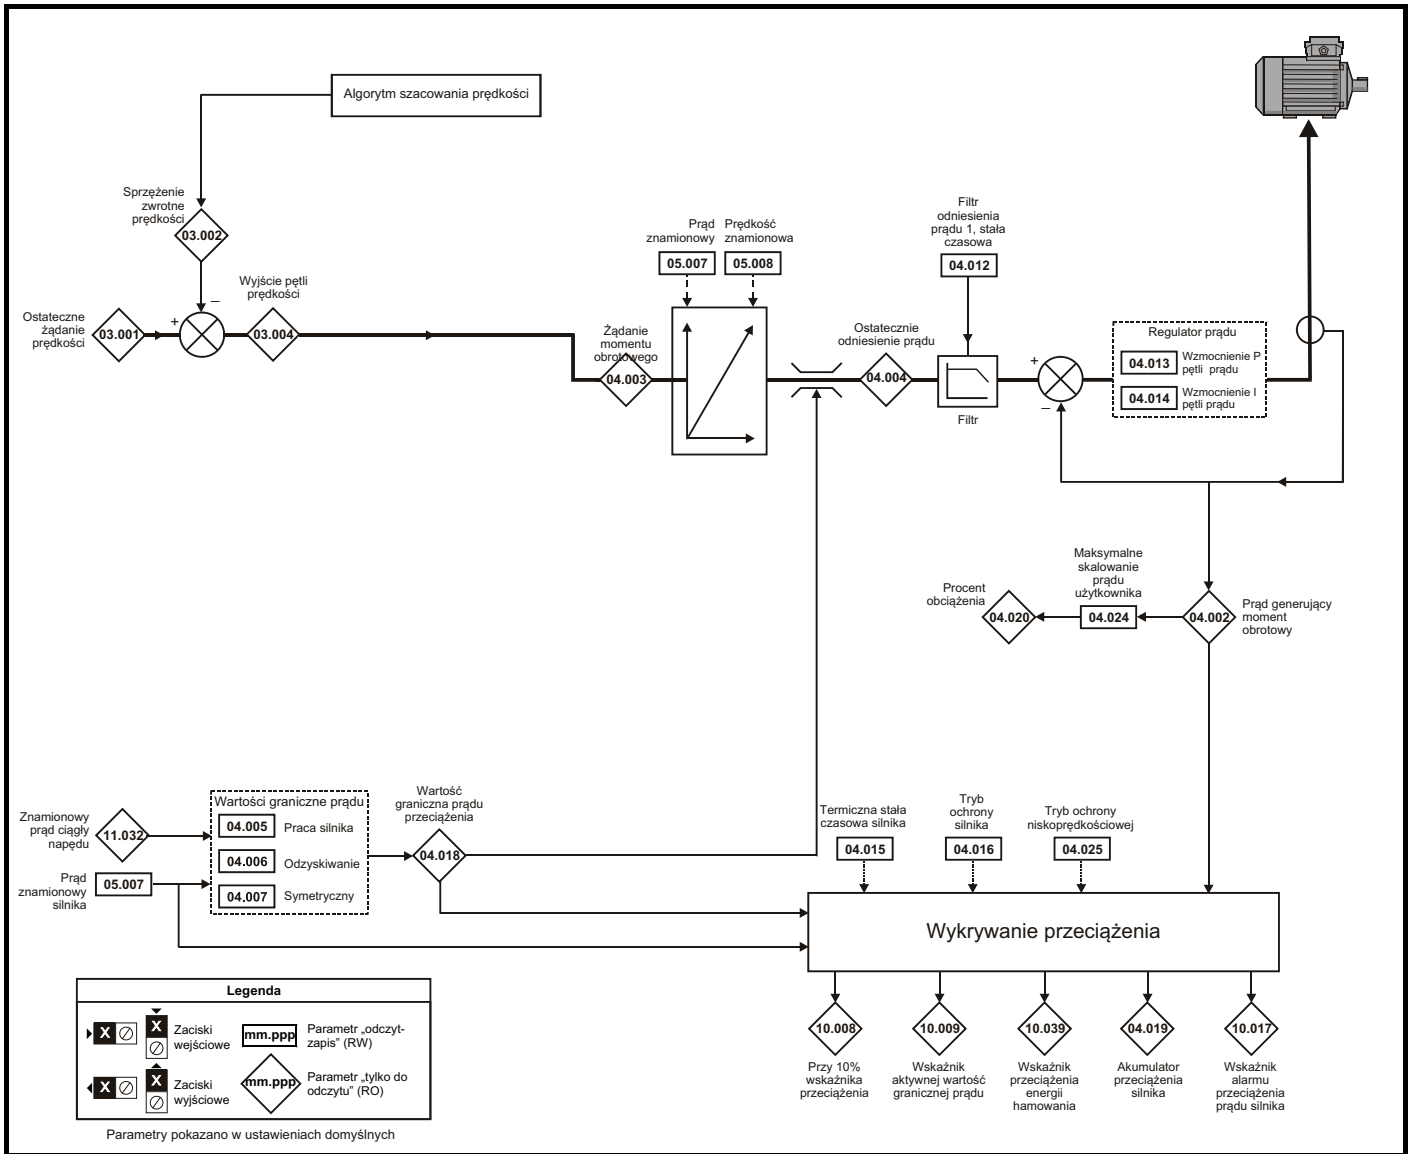 Algorytm szacowania prędkości
Sprzężenie
zwrotne
prędkości
03.002
–
Ostateczne
żądanie
prędkości
03.001
+
Wyjście pętli
prędkości
03.004
Żądanie
momentu
obrotowego
04.003
Prąd
znamionowy
05.007
Prędkość
znamionowa
05.008
Ostatecznie
odniesienie prądu
04.004
Filtr
odniesienia
prądu 1, stała
czasowa
04.012
Filtr
+
–
Regulator prądu
04.013
Wzmocnienie P
pętli prądu
04.014
Wzmocnienie I
pętli prądu
Procent
obciążenia
04.020
Maksymalne
skalowanie
prądu
użytkownika
04.024
04.002
Prąd generujący
moment
obrotowy
Znamionowy
prąd ciągły
napędu
11.032
Prąd
znamionowy
silnika
05.007
Wartości graniczne prądu
04.005 Praca silnika
04.006 Odzyskiwanie
04.007 Symetryczny
Wartość
graniczna prądu
przeciążenia
04.018
Termiczna stała
czasowa silnika
04.015
Tryb
ochrony
silnika
04.016
Tryb ochrony
niskoprędkościowej
04.025
Wykrywanie przeciążenia
10.008
Przy 10%
wskaźnika
przeciążenia
10.009
Wskaźnik
aktywnej wartość
granicznej prądu
10.039
Wskaźnik
przeciążenia
energii
hamowania
04.019
Akumulator
przeciążenia
silnika
10.017
Wskaźnik
alarmu
przeciążenia
prądu silnika
Legenda
X
X
Zaciski
wejściowe
mm.ppp
Parametr „odczyt-
zapis” (RW)
X
X
Zaciski
wyjściowe
mm.ppp
Parametr „tylko do
odczytu” (RO)
Parametry pokazano w ustawieniach domyślnych